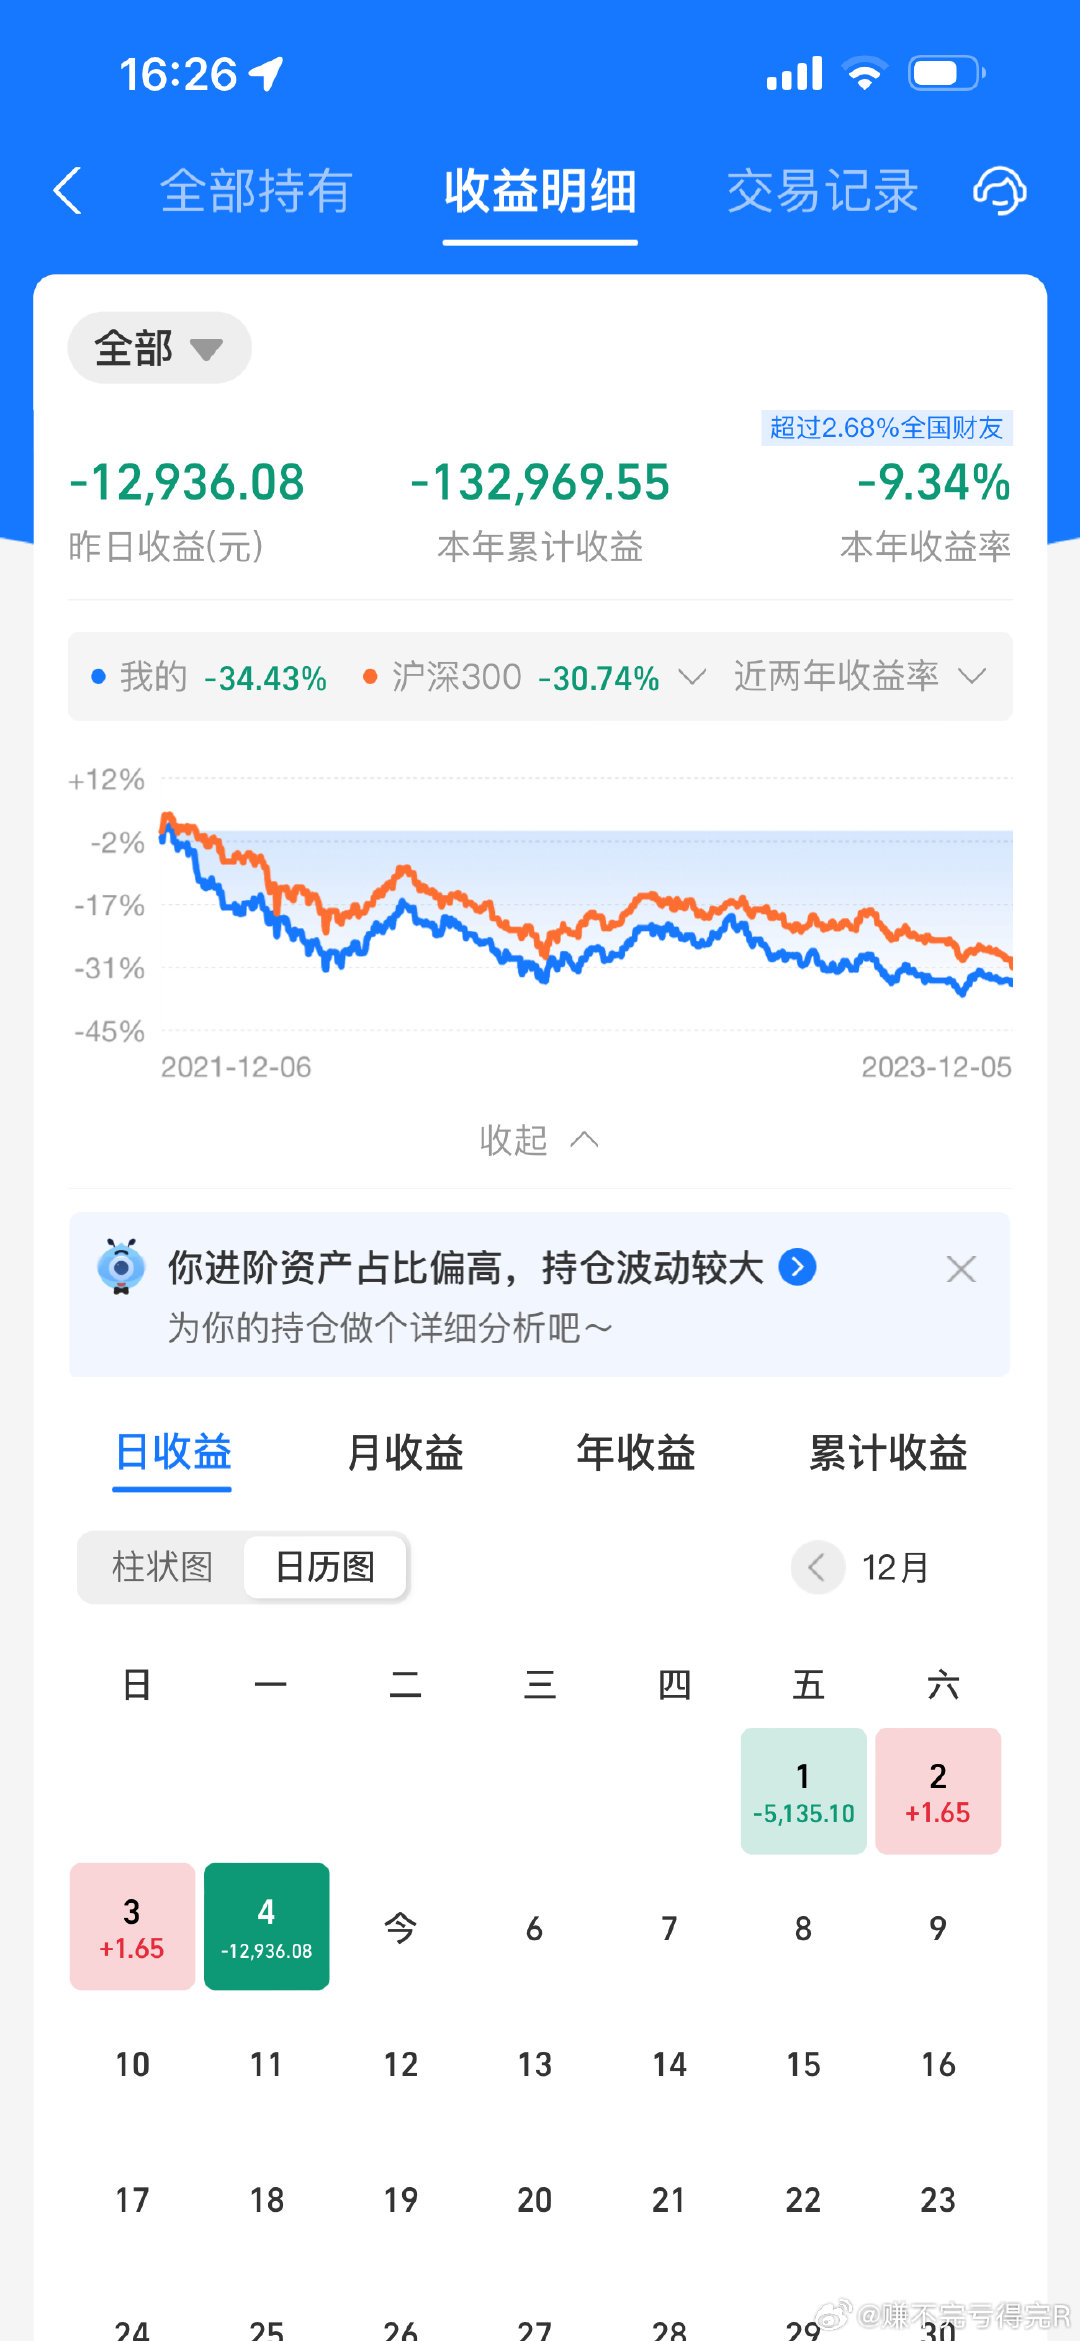 16:26
全部持有 收益明细 交易记录
全部
超过2.68%全国财友
-12,936.08 -132,969.55 -9.34%
昨日收益(元) 本年累计收益 本年收益率
我的 -34.43% 沪深300 -30.74% 近两年收益率
+12%
-2%
-17%
-31%
-45%
2021-12-06 2023-12-05
收起
你进阶资产占比偏高，持仓波动较大
为你的持仓做个详细分析吧～
日收益 月收益 年收益 累计收益
柱状图 日历图 12月
日 一 二 三 四 五 六
1 2
-5,135.10 +1.65
3 4 今 6 7 8 9
+1.65 -12,936.08
10 11 12 13 14 15 16
17 18 19 20 21 22 23
24 25 26 27 28 29 30
@赚不完亏得完R